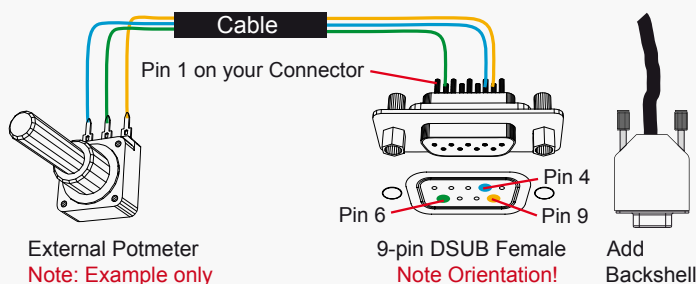 Cable
Pin 1 on your Connector
Pin 4
Pin 6
Pin 9
External Potmeter
Note: Example only
9-pin DSUB Female
Note Orientation!
Add
Backshell